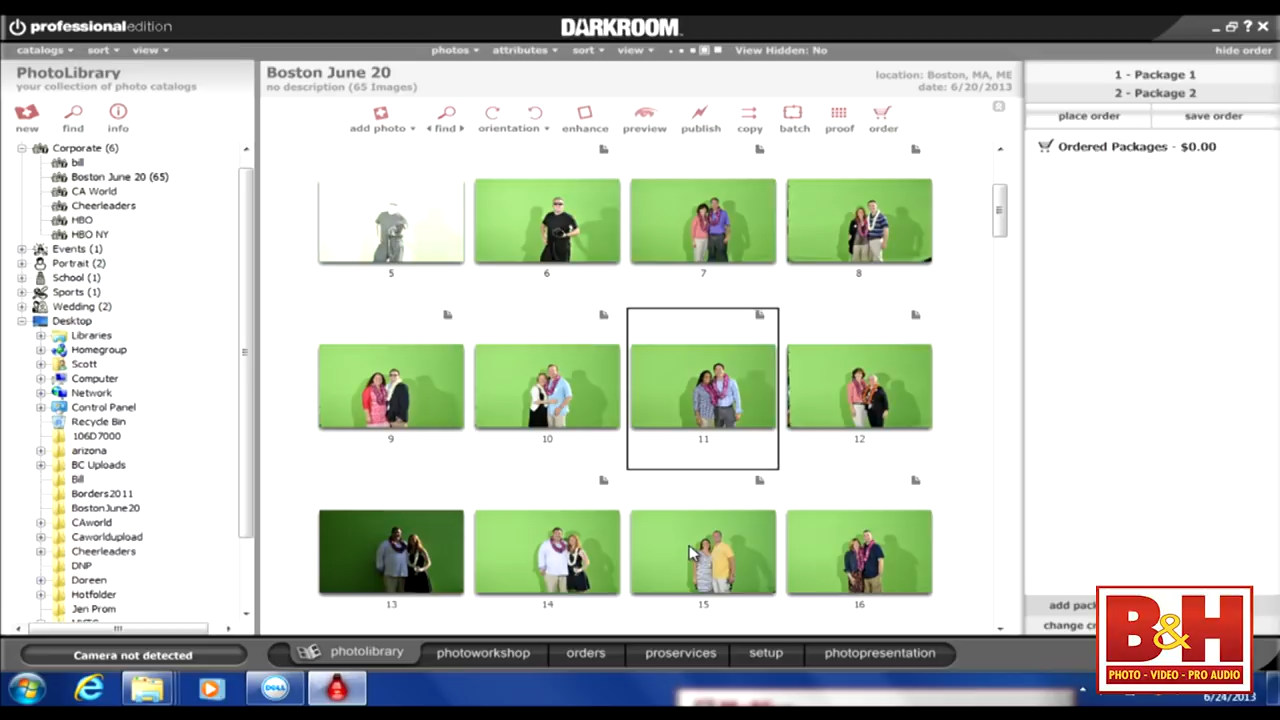 professionaledition
DARKROOM
catalogs sort view
photos attributes sort view View Hidden: No
hide order
PhotoLibrary
your collection of photo catalogs
new find info
Corporate (6)
bill
Boston June 20 (65)
CA World
Cheerleaders
HBO
HBO NY
Events (1)
Portrait (2)
School (1)
Sports (1)
Wedding (2)
Desktop
Libraries
Homegroup
Scott
Computer
Network
Control Panel
Recycle Bin
106D7000
arizona
BC Uploads
Bill
Borders2011
BostonJune20
CAworld
Caworldupload
Cheerleaders
DNP
Doreen
Hotfolder
Jen Prom
Boston June 20
no description (65 Images)
location: Boston, MA, ME
date: 6/20/2013
add photo find orientation enhance preview publish copy batch proof order
5 6 7 8
9 10 11 12
13 14 15 16
1 - Package 1
2 - Package 2
place order save order
Ordered Packages - $0.00
add
change
Camera not detected
photolibrary photoworkshop orders proservices setup photopresentation
DELL
6/24/2013
B&H
PHOTO - VIDEO - PRO AUDIO